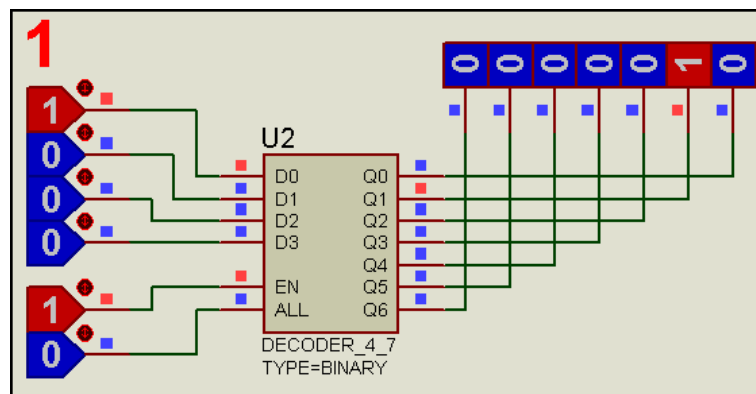 1
0 0 0 0 0 1 0
1
0
0
0
U2
D0 Q0
D1 Q1
D2 Q2
D3 Q3
Q4
1
EN Q5
ALL Q6
0
DECODER_4_7
TYPE=BINARY